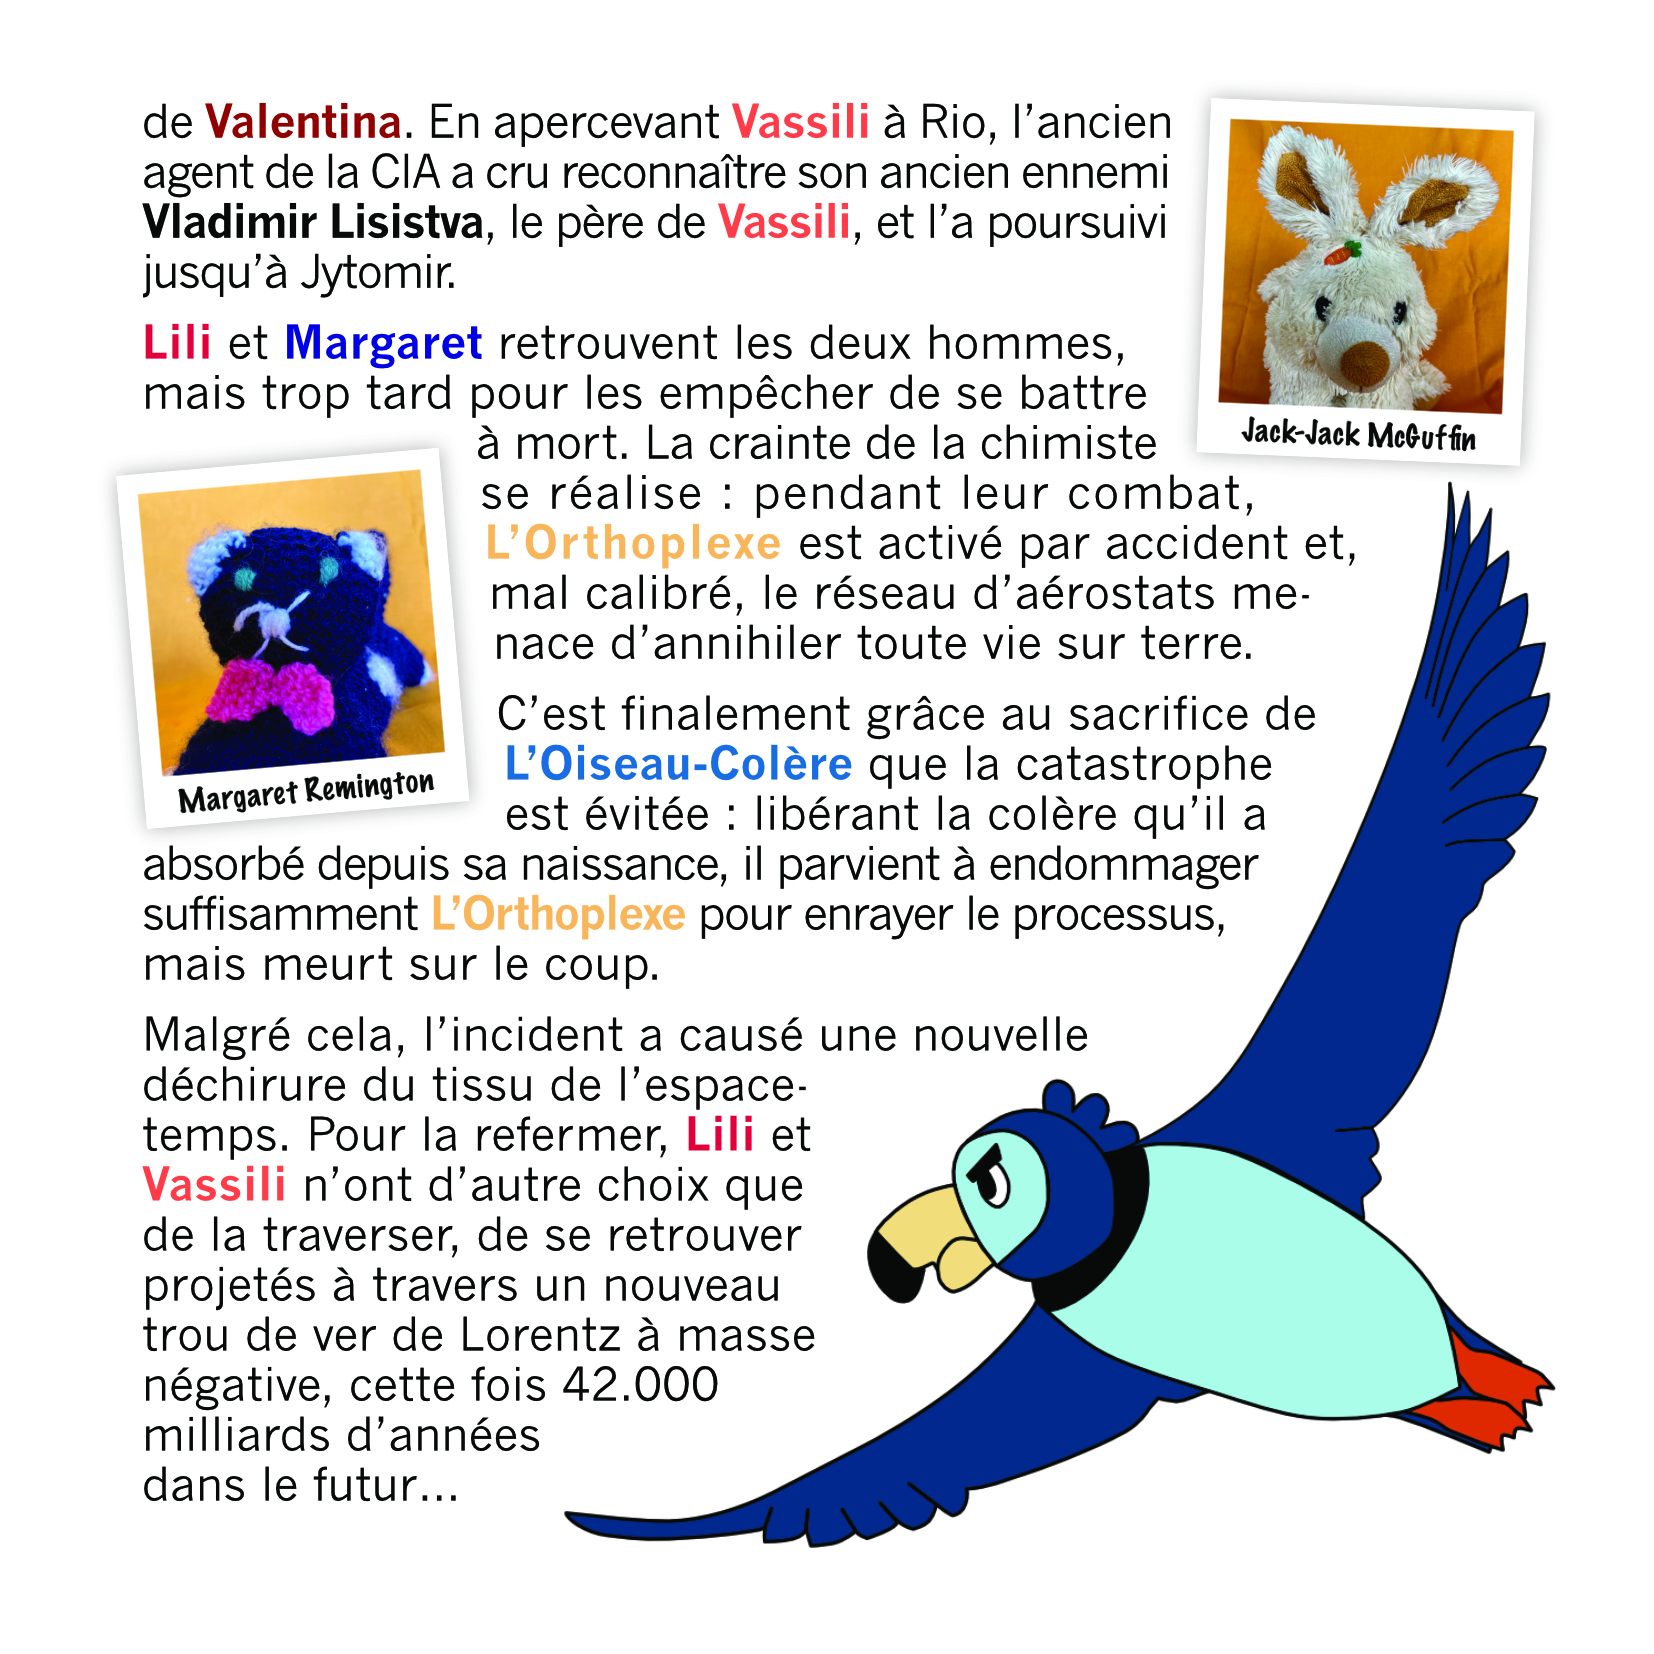 de Valentina. En apercevant Vassili à Rio, l’ancien
agent de la CIA a cru reconnaître son ancien ennemi
Vladimir Lisistva, le père de Vassili, et l’a poursuivi
jusqu’à Jytomir.
Jack-Jack McGuffin
Lili et Margaret retrouvent les deux hommes,
mais trop tard pour les empêcher de se battre
à mort. La crainte de la chimiste
se réalise : pendant leur combat,
L’Orthoplexe est activé par accident et,
mal calibré, le réseau d’aérostats me-
nace d’annihiler toute vie sur terre.
Margaret Remington
C’est finalement grâce au sacrifice de
L’Oiseau-Colère que la catastrophe
est évitée : libérant la colère qu’il a
absorbé depuis sa naissance, il parvient à endommager
suffisamment L’Orthoplexe pour enrayer le processus,
mais meurt sur le coup.
Malgré cela, l’incident a causé une nouvelle
déchirure du tissu de l’espace-
temps. Pour la refermer, Lili et
Vassili n’ont d’autre choix que
de la traverser, de se retrouver
projetés à travers un nouveau
trou de ver de Lorentz à masse
négative, cette fois 42.000
milliards d’années
dans le futur...